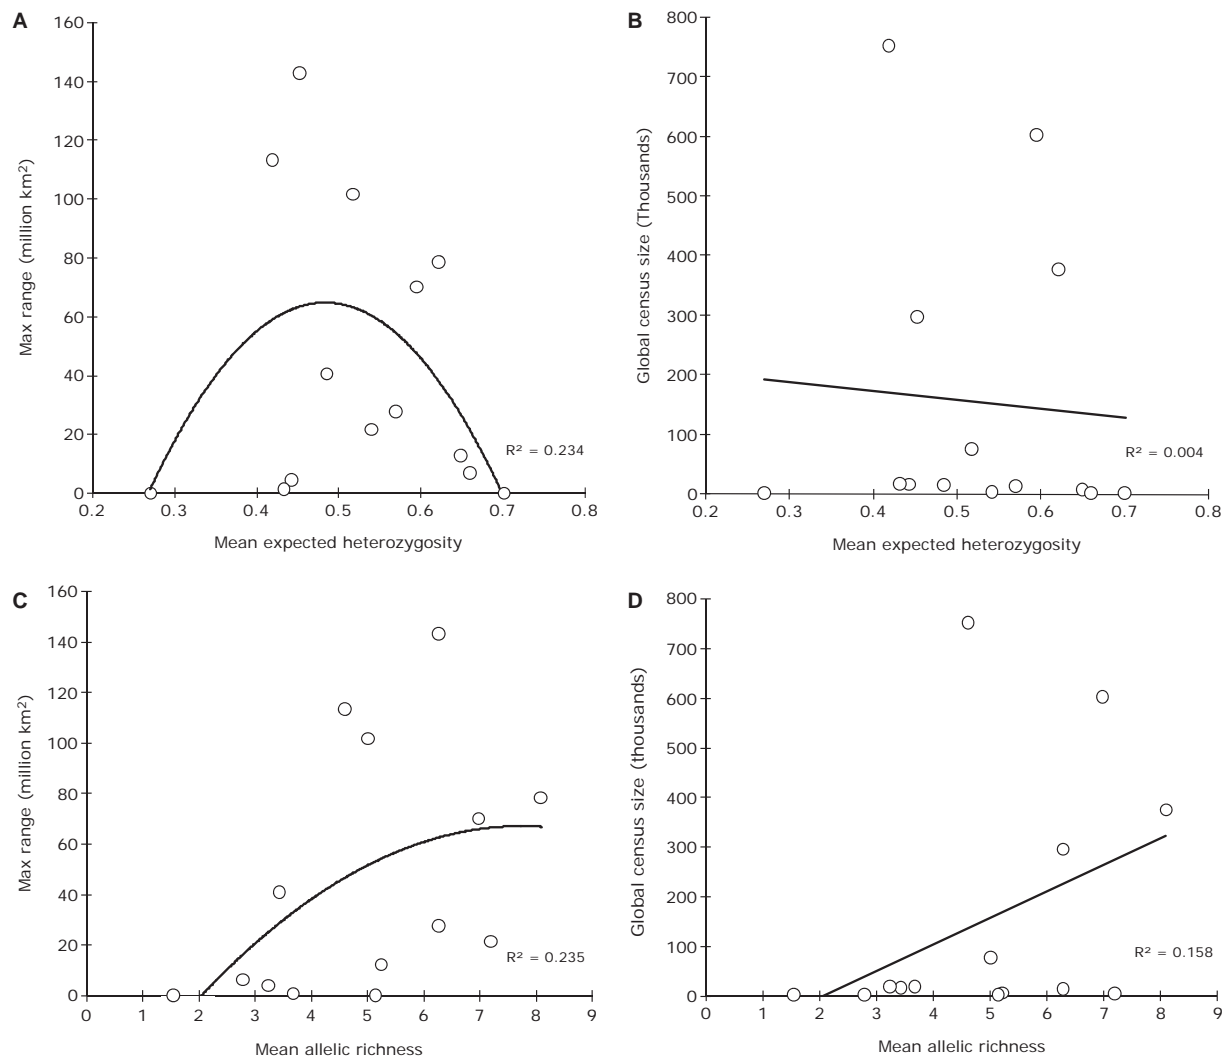 A
160
140
120
100
80
60
40
20
0
Max range (million km²)
R² = 0.234
0.2 0.3 0.4 0.5 0.6 0.7 0.8
Mean expected heterozygosity
B
800
700
600
500
400
300
200
100
0
Global census size (Thousands)
R² = 0.004
0.2 0.3 0.4 0.5 0.6 0.7 0.8
Mean expected heterozygosity
C
160
140
120
100
80
60
40
20
0
Max range (million km²)
R² = 0.235
0 1 2 3 4 5 6 7 8 9
Mean allelic richness
D
800
700
600
500
400
300
200
100
0
Global census size (thousands)
R² = 0.158
0 1 2 3 4 5 6 7 8 9
Mean allelic richness